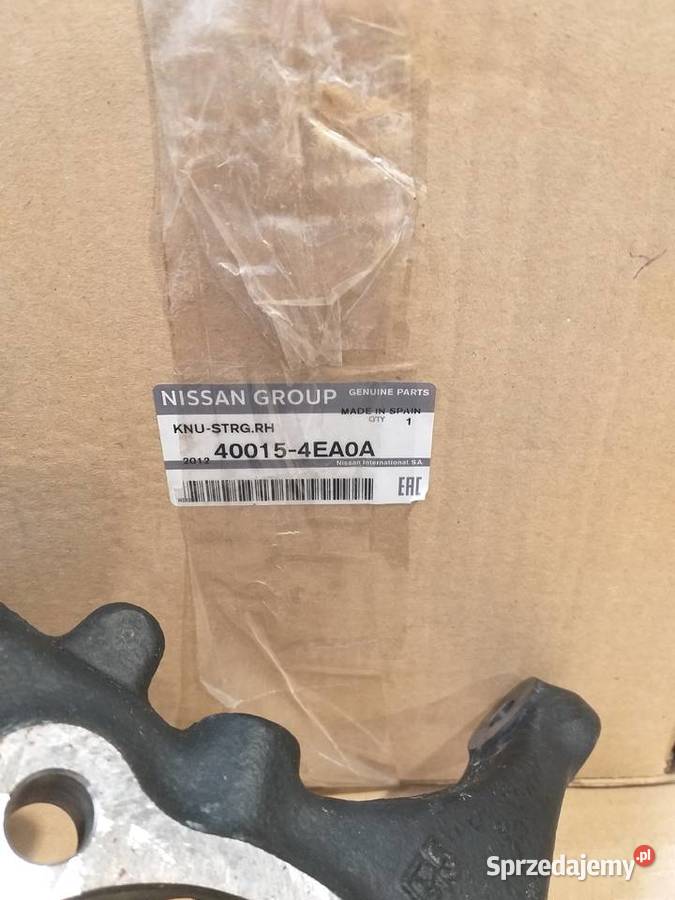 NISSAN GROUP GENUINE PARTS
MADE IN SPAIN
KNU-STRG.RH QTY 1
2012 40015-4EA0A
Nissan International SA
EAC
Sprzedajemy.pl